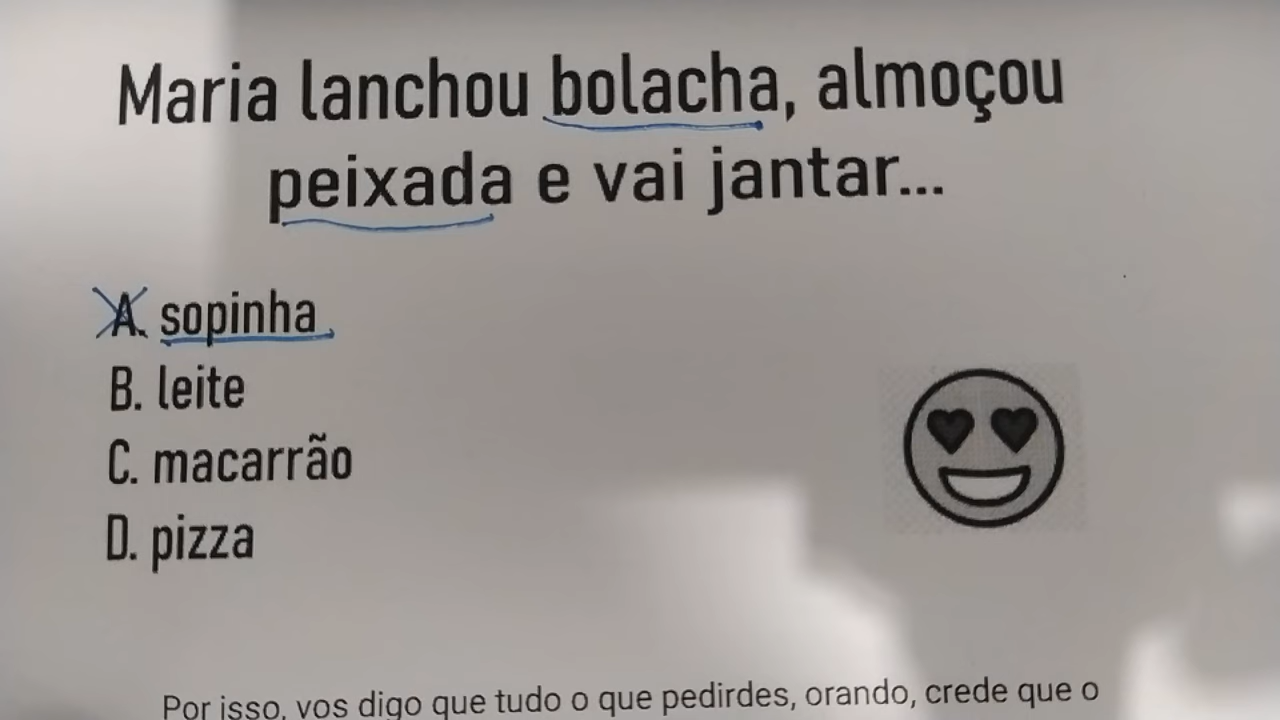 Maria lanchou bolacha, almoçou
peixada e vai jantar...
A. sopinha
B. leite
C. macarrão
D. pizza
Por isso, vos digo que tudo o que pedirdes, orando, crede que o